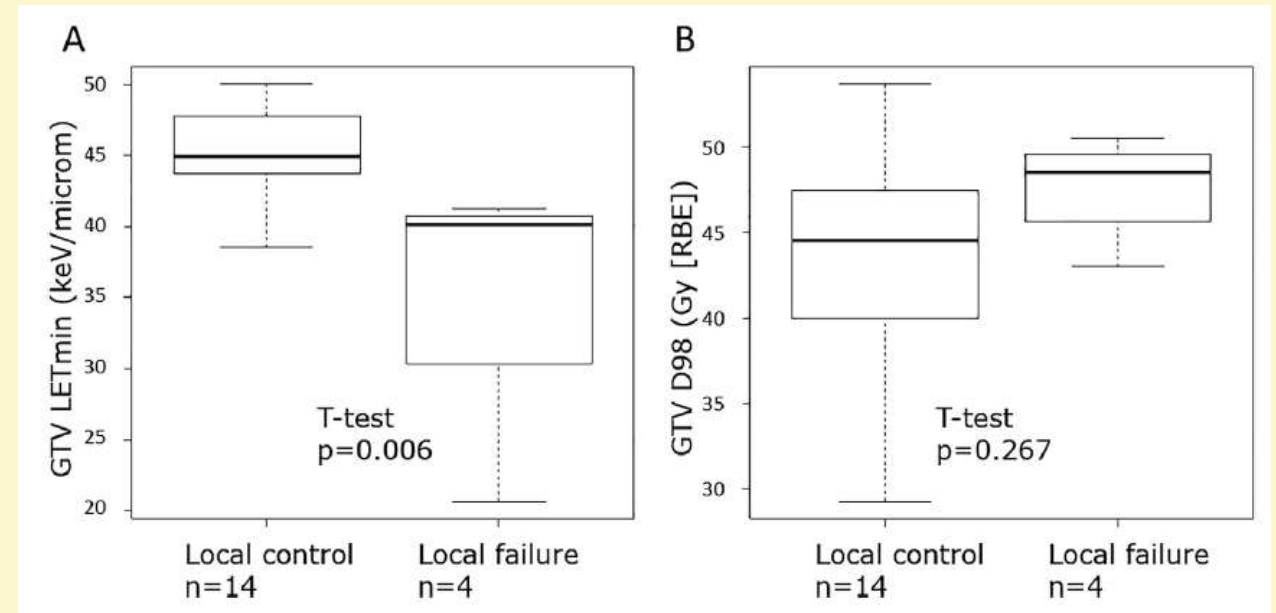 A
GTV LETmin (keV/microm)
50
45
40
35
30
25
20
T-test
p=0.006
Local control
n=14
Local failure
n=4
B
GTV D98 (Gy [RBE])
50
45
40
35
30
T-test
p=0.267
Local control
n=14
Local failure
n=4